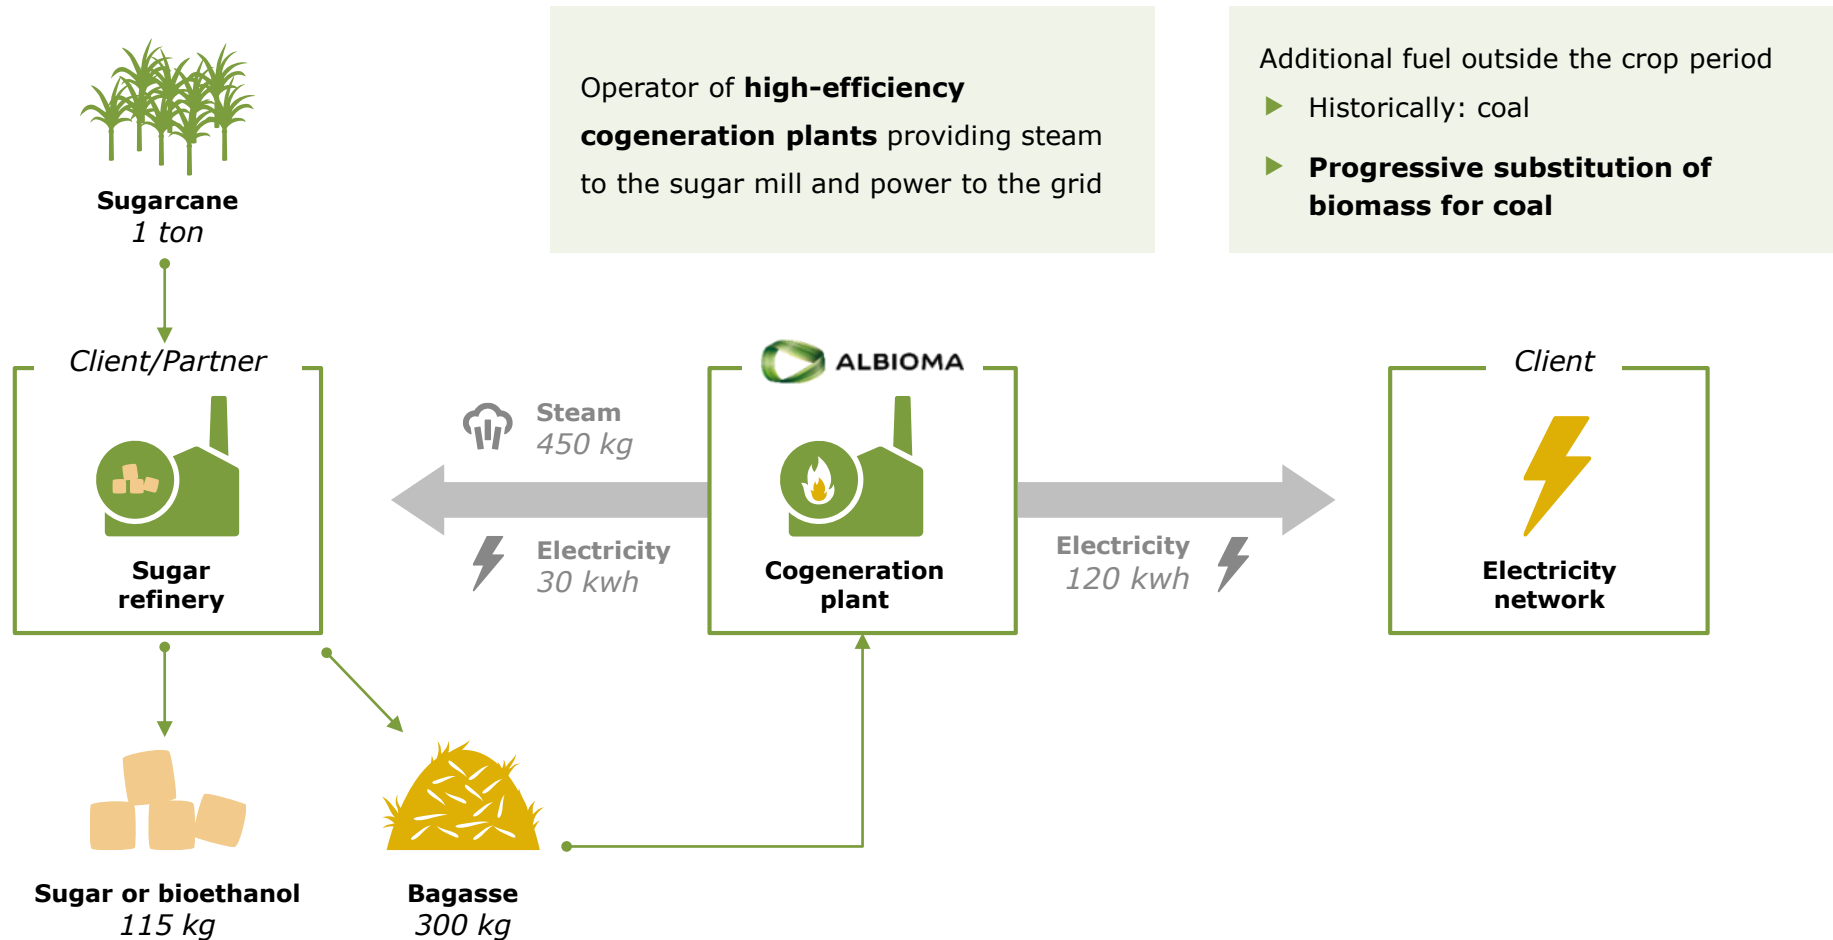 Operator of high-efficiency
cogeneration plants providing steam
to the sugar mill and power to the grid
Additional fuel outside the crop period
Historically: coal
Progressive substitution of
biomass for coal
Sugarcane
1 ton
Client/Partner
Sugar
refinery
Steam
450 kg
Electricity
30 kwh
ALBIOMA
Cogeneration
plant
Electricity
120 kwh
Client
Electricity
network
Sugar or bioethanol
115 kg
Bagasse
300 kg